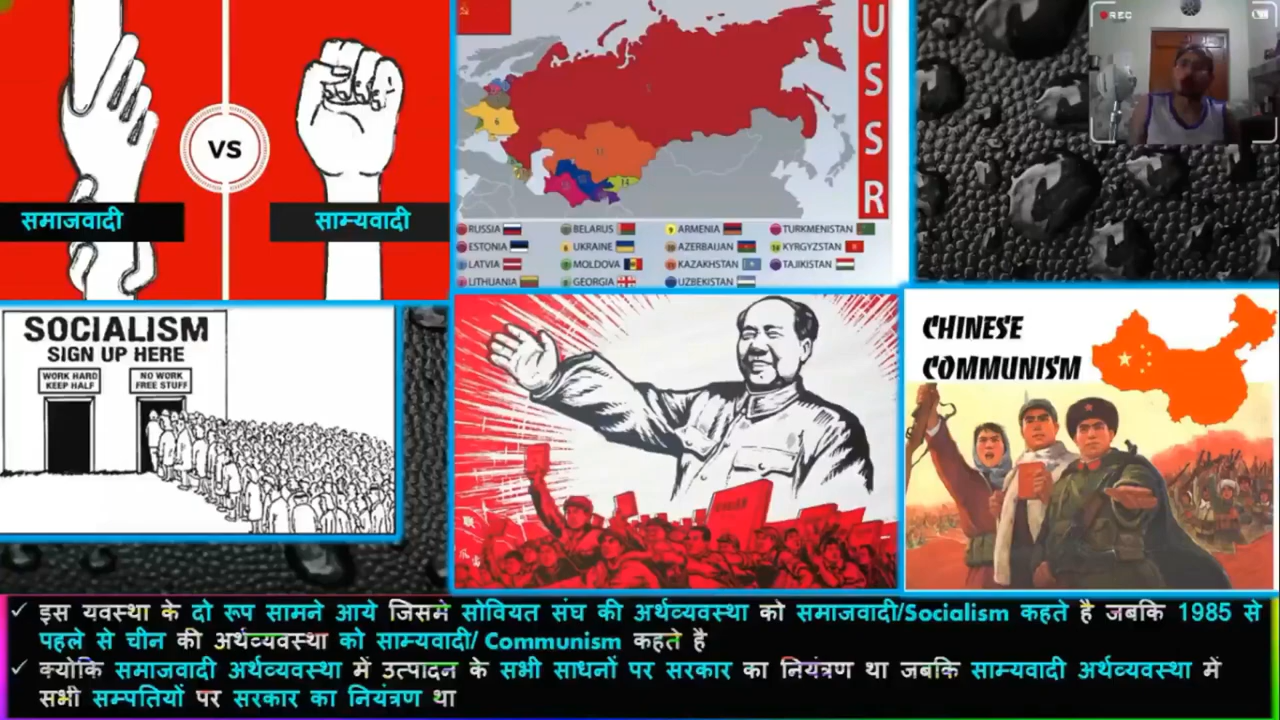 VS
समाजवादी
साम्यवादी
USSR
RUSSIA
BELARUS
ARMENIA
TURKMENISTAN
ESTONIA
UKRAINE
AZERBAIJAN
KYRGYZSTAN
LATVIA
MOLDOVA
KAZAKHSTAN
TAJIKISTAN
LITHUANIA
GEORGIA
UZBEKISTAN
REC
SOCIALISM
SIGN UP HERE
WORK HARD
KEEP HALF
NO WORK
FREE STUFF
CHINESE
COMMUNISM
✓ इस यवस्था के दो रूप सामने आये जिसमे सोवियत संघ की अर्थव्यवस्था को समाजवादी/Socialism कहते है जबकि 1985 से
पहले से चीन की अर्थव्यवस्था को साम्यवादी/ Communism कहते है
✓ क्योकि समाजवादी अर्थव्यवस्था में उत्पादन के सभी साधनों पर सरकार का नियंत्रण था जबकि साम्यवादी अर्थव्यवस्था में
सभी सम्पतियों पर सरकार का नियंत्रण था